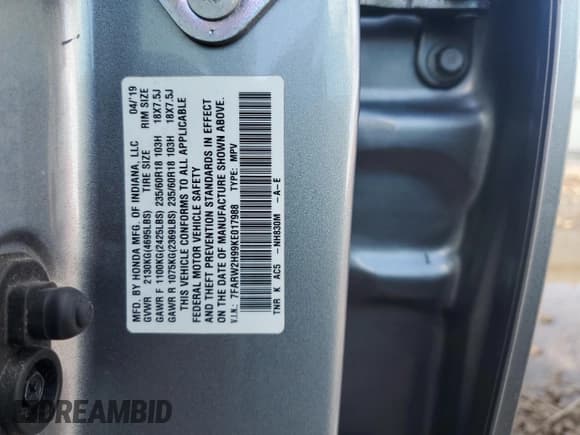 MFD. BY HONDA MFG. OF INDIANA, LLC 04/'19
GVWR 2130KG(4695LBS) TIRE SIZE RIM SIZE
GAWR F 1100KG(2425LBS) 235/60R18 103H 18X7.5J
GAWR R 1075KG(2369LBS) 235/60R18 103H 18X7.5J
THIS VEHICLE CONFORMS TO ALL APPLICABLE
FEDERAL MOTOR VEHICLE SAFETY
AND THEFT PREVENTION STANDARDS IN EFFECT
ON THE DATE OF MANUFACTURE SHOWN ABOVE.
V.I.N.: 7FARW2H99KE017988 TYPE: MPV
TNR K AC5 -NH830M -A-E
EZDREAMBID